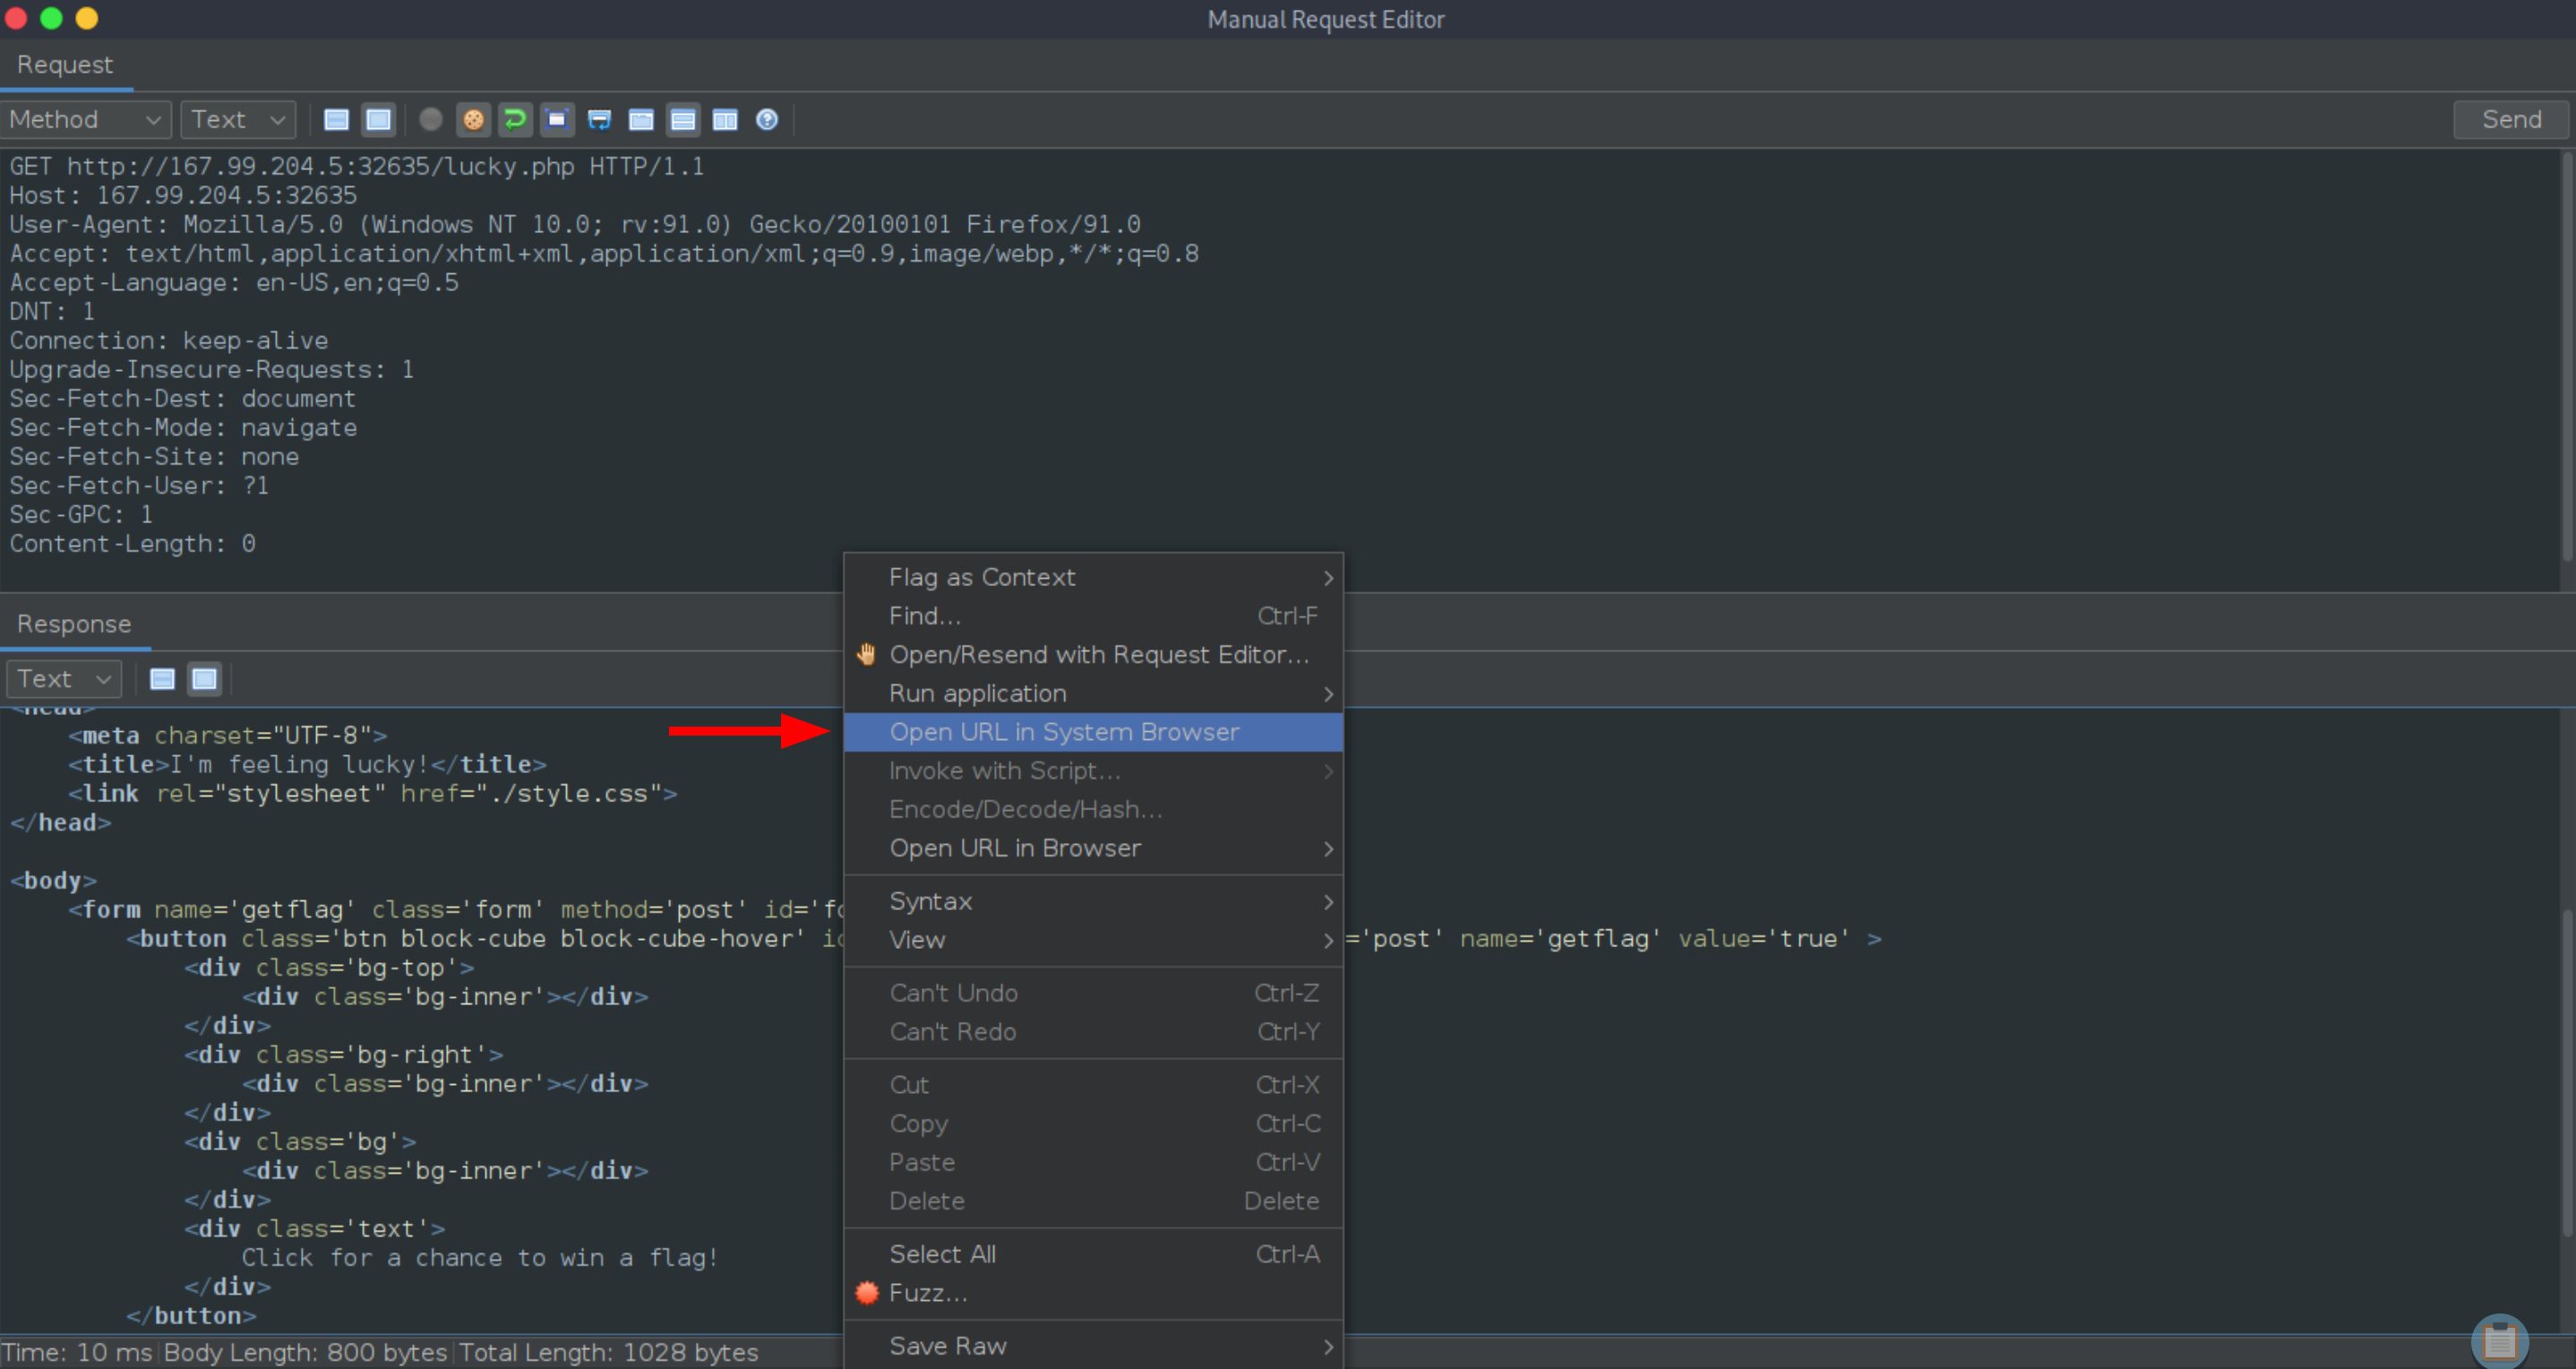 Manual Request Editor
Request
Method Text Send
GET http://167.99.204.5:32635/lucky.php HTTP/1.1
Host: 167.99.204.5:32635
User-Agent: Mozilla/5.0 (Windows NT 10.0; rv:91.0) Gecko/20100101 Firefox/91.0
Accept: text/html,application/xhtml+xml,application/xml;q=0.9,image/webp,*/*;q=0.8
Accept-Language: en-US,en;q=0.5
DNT: 1
Connection: keep-alive
Upgrade-Insecure-Requests: 1
Sec-Fetch-Dest: document
Sec-Fetch-Mode: navigate
Sec-Fetch-Site: none
Sec-Fetch-User: ?1
Sec-GPC: 1
Content-Length: 0
Response
Text
<head>
<meta charset="UTF-8">
<title>I'm feeling lucky!</title>
<link rel="stylesheet" href="./style.css">
</head>
<body>
<form name='getflag' class='form' method='post' id='fo
<button class='btn block-cube block-cube-hover' id ='post' name='getflag' value='true' >
<div class='bg-top'>
<div class='bg-inner'></div>
</div>
<div class='bg-right'>
<div class='bg-inner'></div>
</div>
<div class='bg'>
<div class='bg-inner'></div>
</div>
<div class='text'>
Click for a chance to win a flag!
</div>
</button>
Flag as Context
Find... Ctrl-F
Open/Resend with Request Editor...
Run application
Open URL in System Browser
Invoke with Script...
Encode/Decode/Hash...
Open URL in Browser
Syntax
View
Can't Undo Ctrl-Z
Can't Redo Ctrl-Y
Cut Ctrl-X
Copy Ctrl-C
Paste Ctrl-V
Delete Delete
Select All Ctrl-A
Fuzz...
Save Raw
Time: 10 ms Body Length: 800 bytes Total Length: 1028 bytes